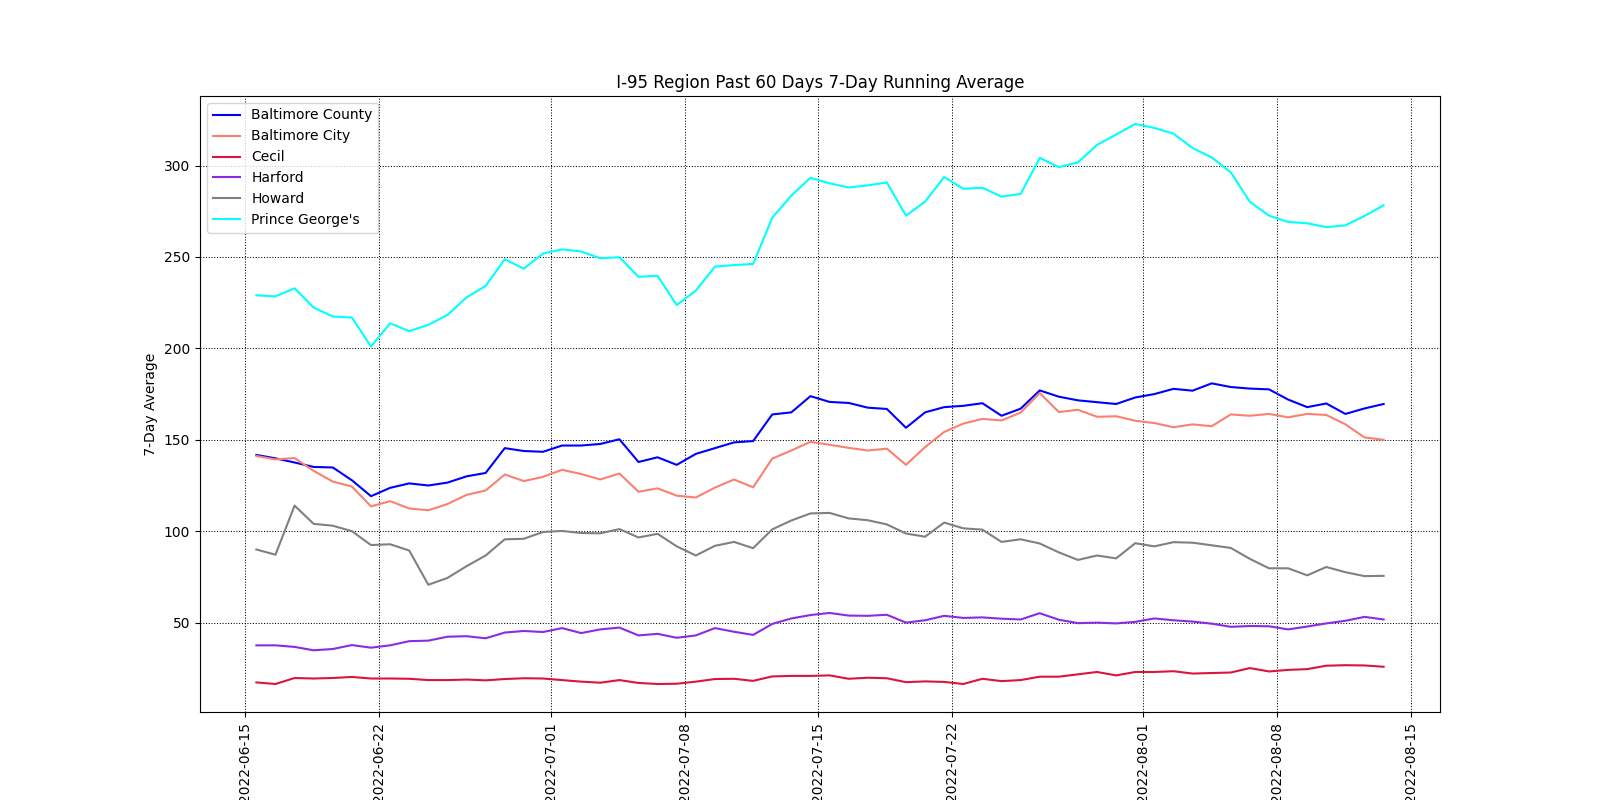 I-95 Region Past 60 Days 7-Day Running Average
Baltimore County
Baltimore City
Cecil
Harford
Howard
Prince George's
7-Day Average
300
250
200
150
100
50
2022-06-15
2022-06-22
2022-07-01
2022-07-08
2022-07-15
2022-07-22
2022-08-01
2022-08-08
2022-08-15